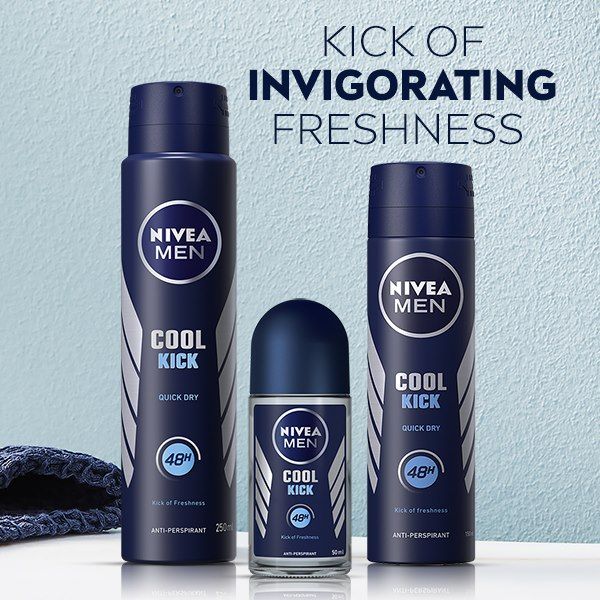 KICK OF
INVIGORATING
FRESHNESS
NIVEA
MEN
COOL
KICK
QUICK DRY
48H
Kick of Freshness
ANTI-PERSPIRANT
250ml
NIVEA
MEN
COOL
KICK
48H
Kick of Freshness
ANTI-PERSPIRANT
50ml
NIVEA
MEN
COOL
KICK
QUICK DRY
48H
Kick of Freshness
ANTI-PERSPIRANT